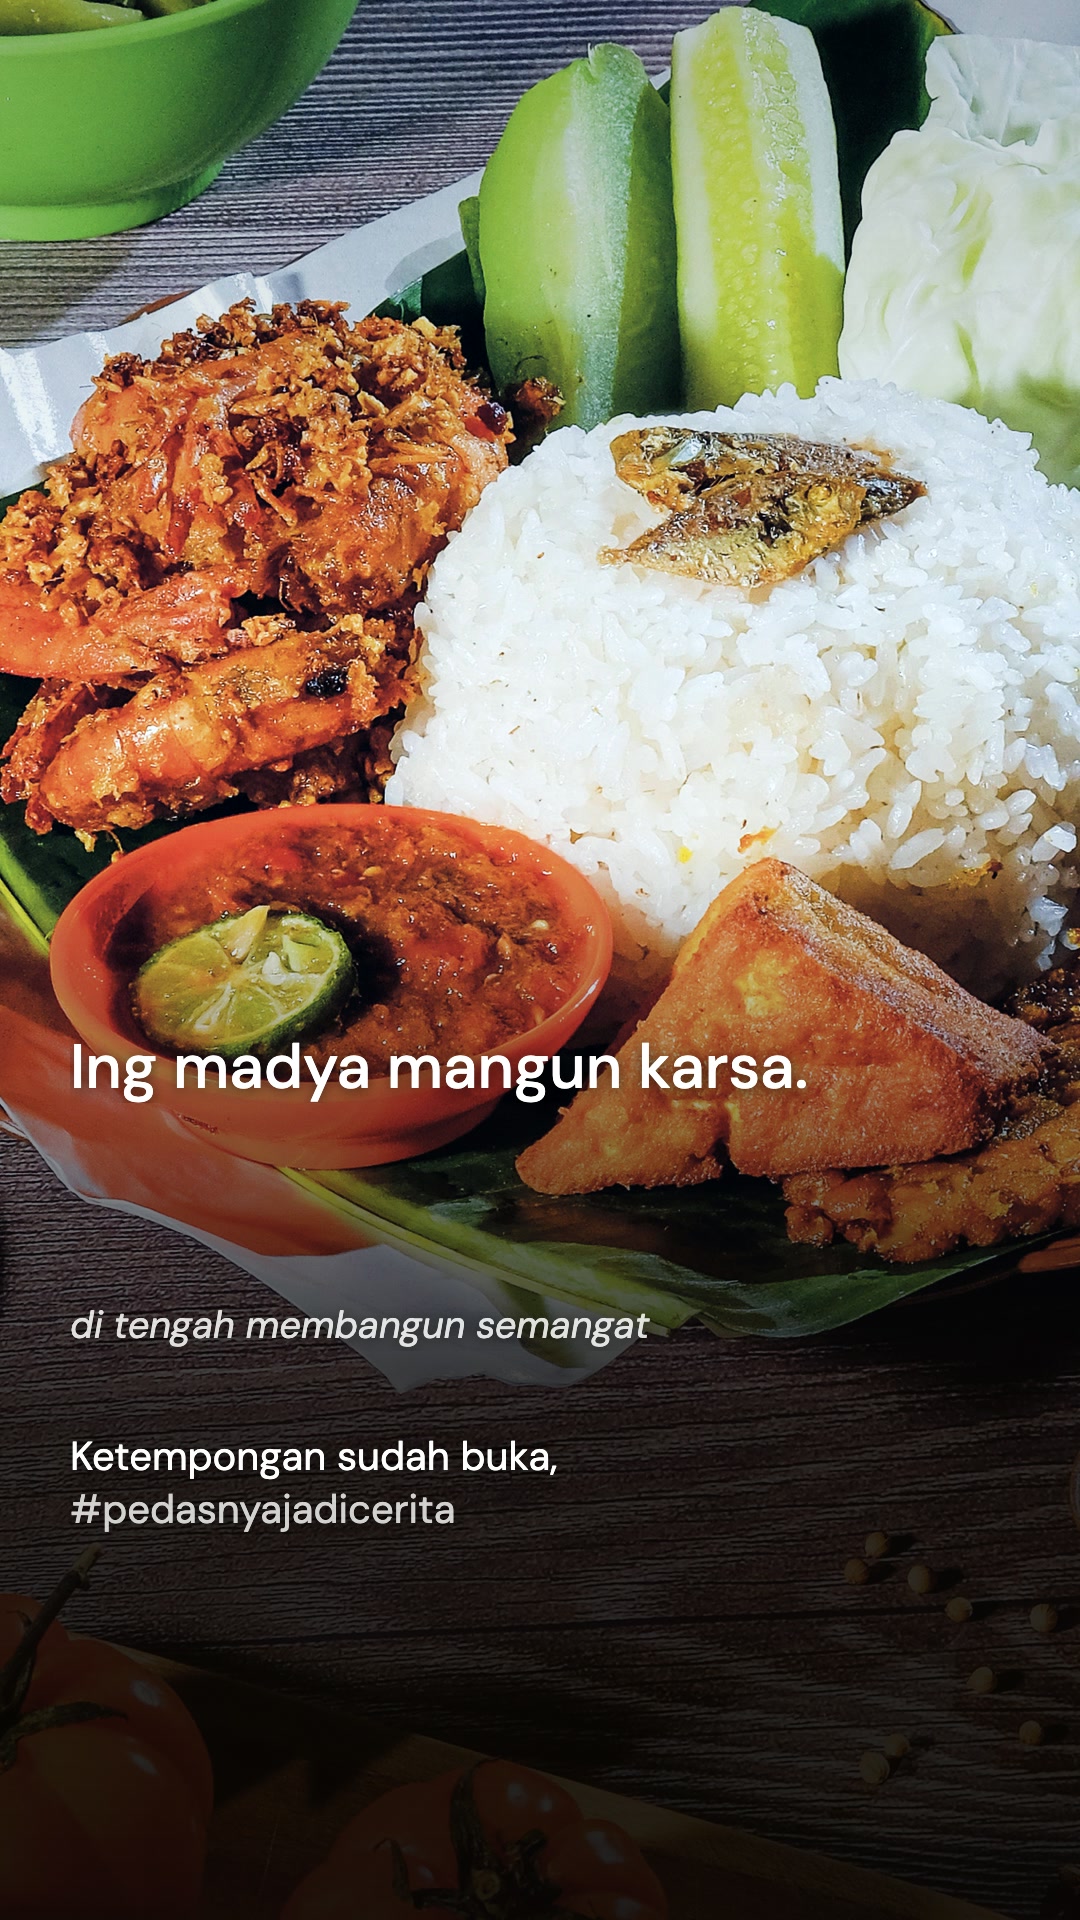 Ing madya mangun karsa.
di tengah membangun semangat
Ketempongan sudah buka,
#pedasnyajadicerita